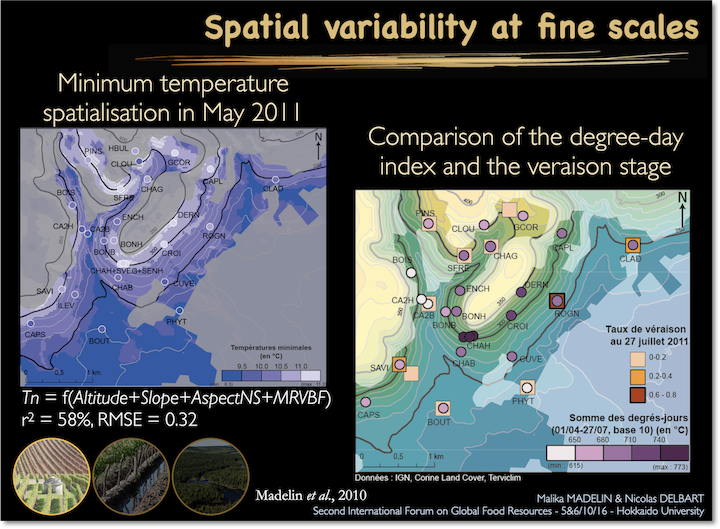 Spatial variability at fine scales
Minimum temperature
spatialisation in May 2011
N
PINS
HBUL
CLOU
GCOR
CAPL
CLAD
BOIS
CHAG
SFRE
ENCH
DERN
CA2H
CA2B
BONB
BONH
RGGN
CROI
CHAH+SVEG+SENH
CHAB
CUVE
SAVI
ILEV
CAPS
BOUT
PHYT
Températures minimales
(en °C)
9.5 10.0 10.5 11.0
0 0.5 1 km
Tn = f(Altitude+Slope+AspectNS+MRVBF)
r² = 58%, RMSE = 0.32
Comparison of the degree-day
index and the veraison stage
N
400
PINS
CLOU
GCOR
CAPL
250
CLAD
300
BOIS
SFRE
CHAG
ENCH
DERN
350
ROGN
CA2H
CA2B
BONB
BONH
CROI
CHAH
CHAB
CUVE
SAVI
PHYT
CAPS
BOUT
Taux de véraison
au 27 juillet 2011
0-0.2
0.2-0.4
0.6 - 0.8
Somme des degrés-jours
(01/04-27/07, base 10) (en °C)
650 660 710 740
(min : 615)
(max : 773)
0 0.5 1 km
Données : IGN, Corine Land Cover, Terviclim
Madelin et al., 2010
Malika MADELIN & Nicolas DELBART
Second International Forum on Global Food Resources - 5&6/10/16 - Hokkaido University